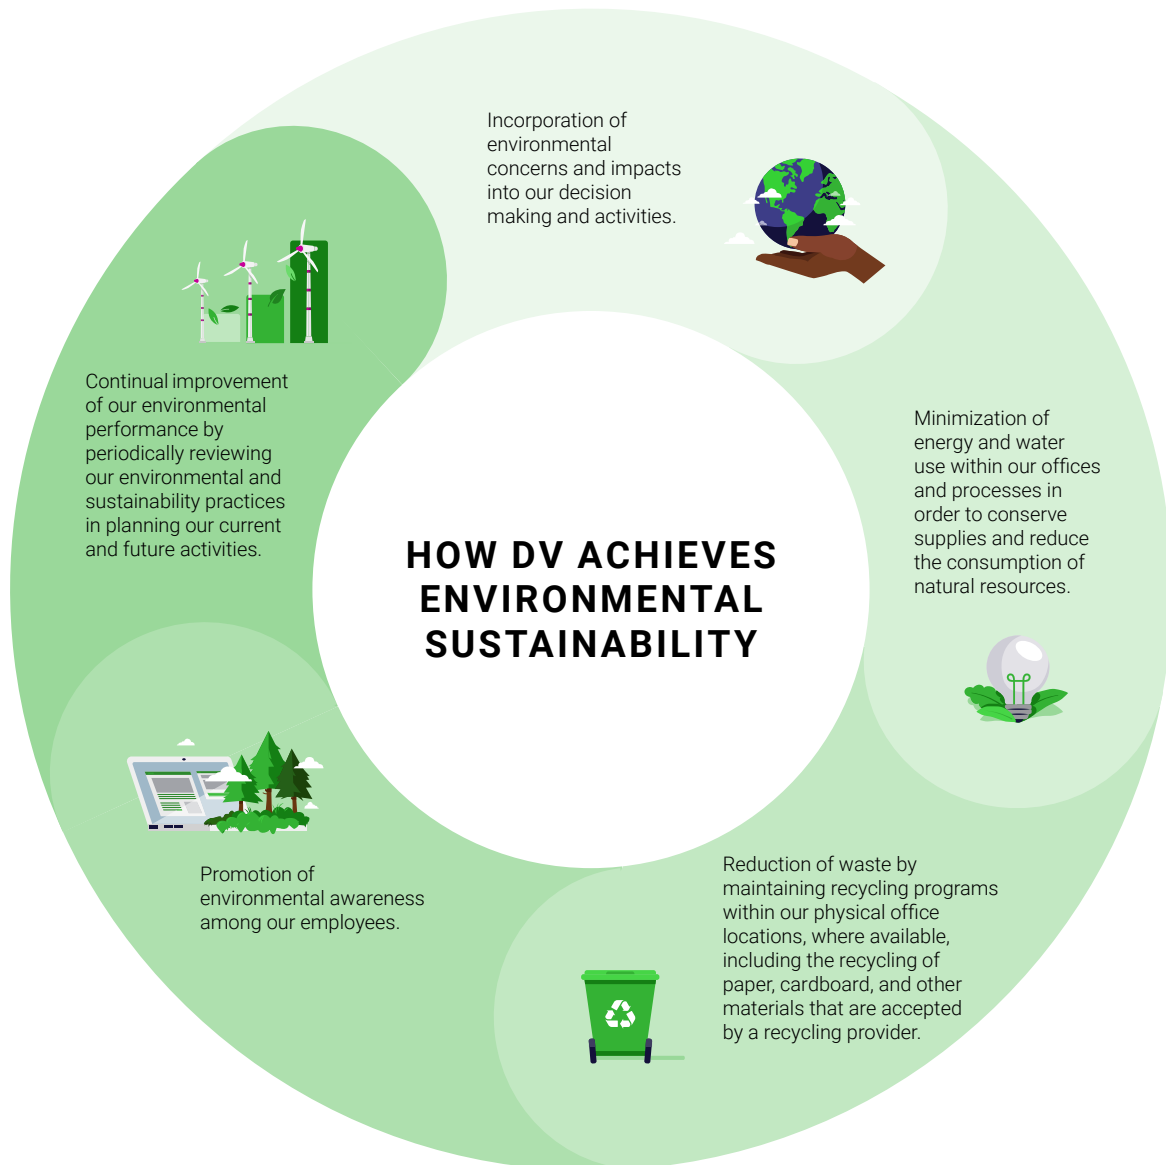 HOW DV ACHIEVES
ENVIRONMENTAL
SUSTAINABILITY
Incorporation of
environmental
concerns and impacts
into our decision
making and activities.
Minimization of
energy and water
use within our offices
and processes in
order to conserve
supplies and reduce
the consumption of
natural resources.
Reduction of waste by
maintaining recycling programs
within our physical office
locations, where available,
including the recycling of
paper, cardboard, and other
materials that are accepted
by a recycling provider.
Promotion of
environmental awareness
among our employees.
Continual improvement
of our environmental
performance by
periodically reviewing
our environmental and
sustainability practices
in planning our current
and future activities.